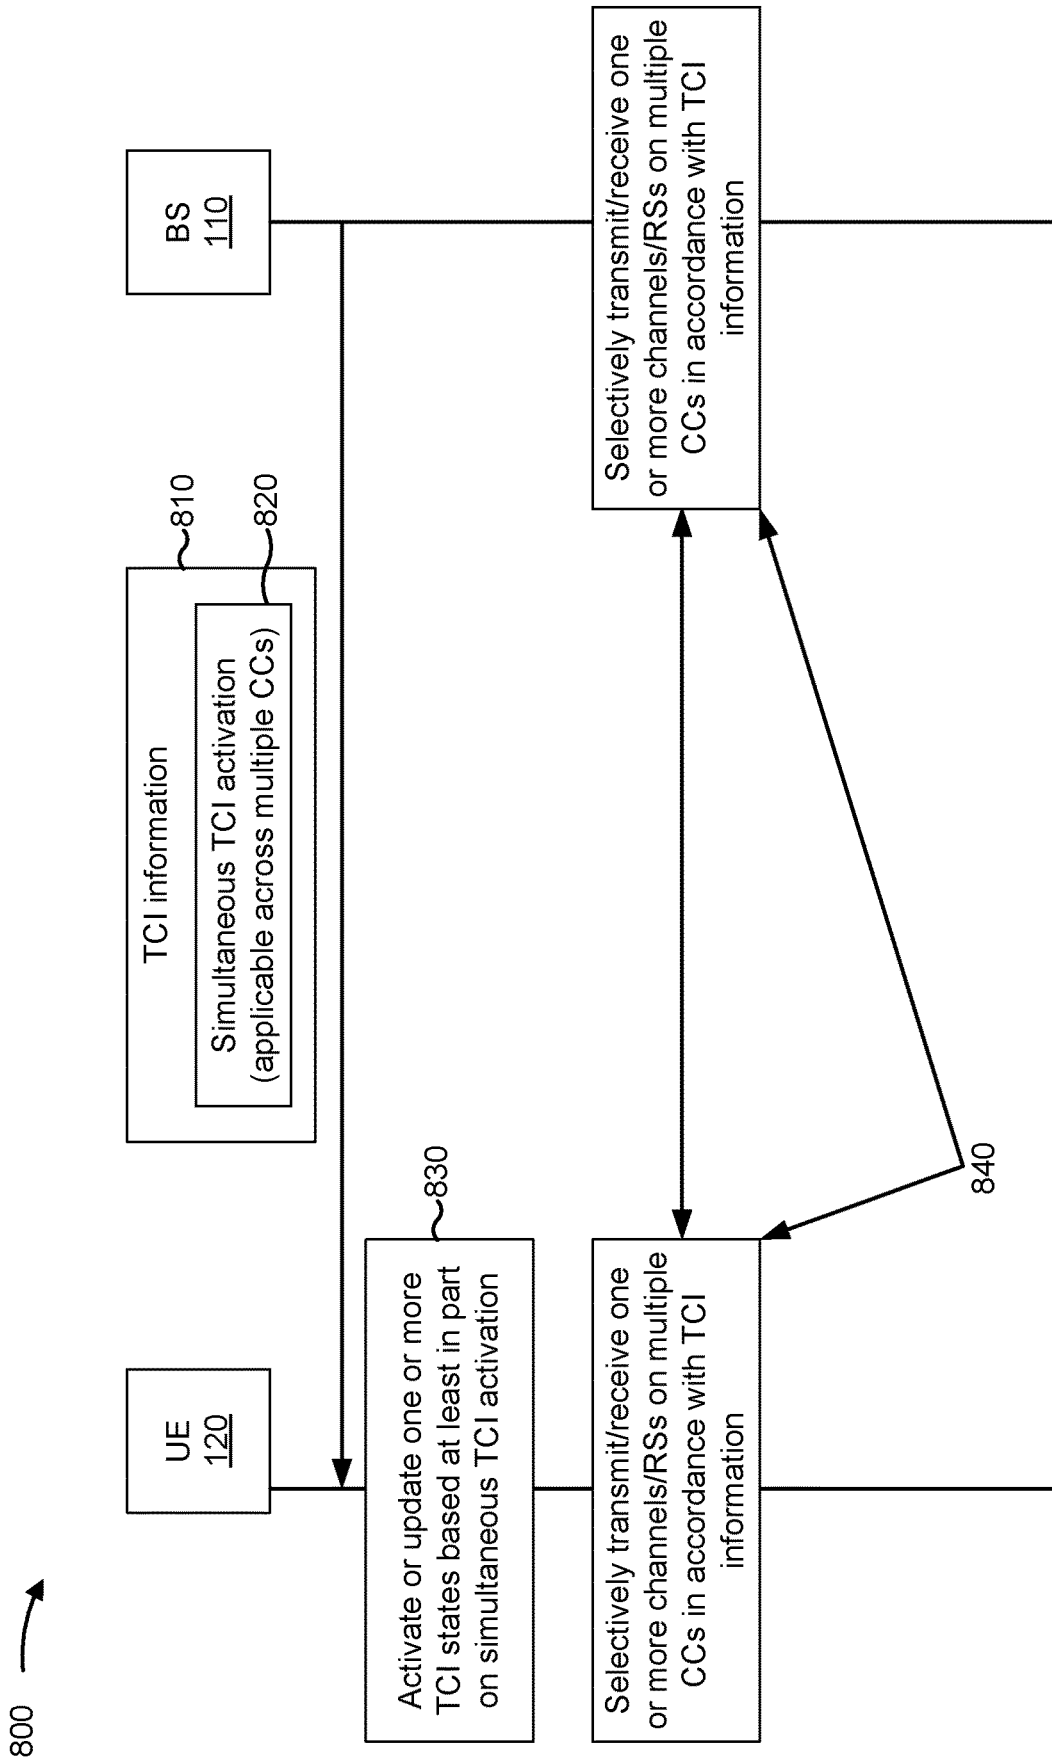 800
UE
120
BS
110
TCI information
810
Simultaneous TCI activation
(applicable across multiple CCs)
820
Activate or update one or more
TCI states based at least in part
on simultaneous TCI activation
830
Selectively transmit/receive one
or more channels/RSs on multiple
CCs in accordance with TCI
information
Selectively transmit/receive one
or more channels/RSs on multiple
CCs in accordance with TCI
information
840